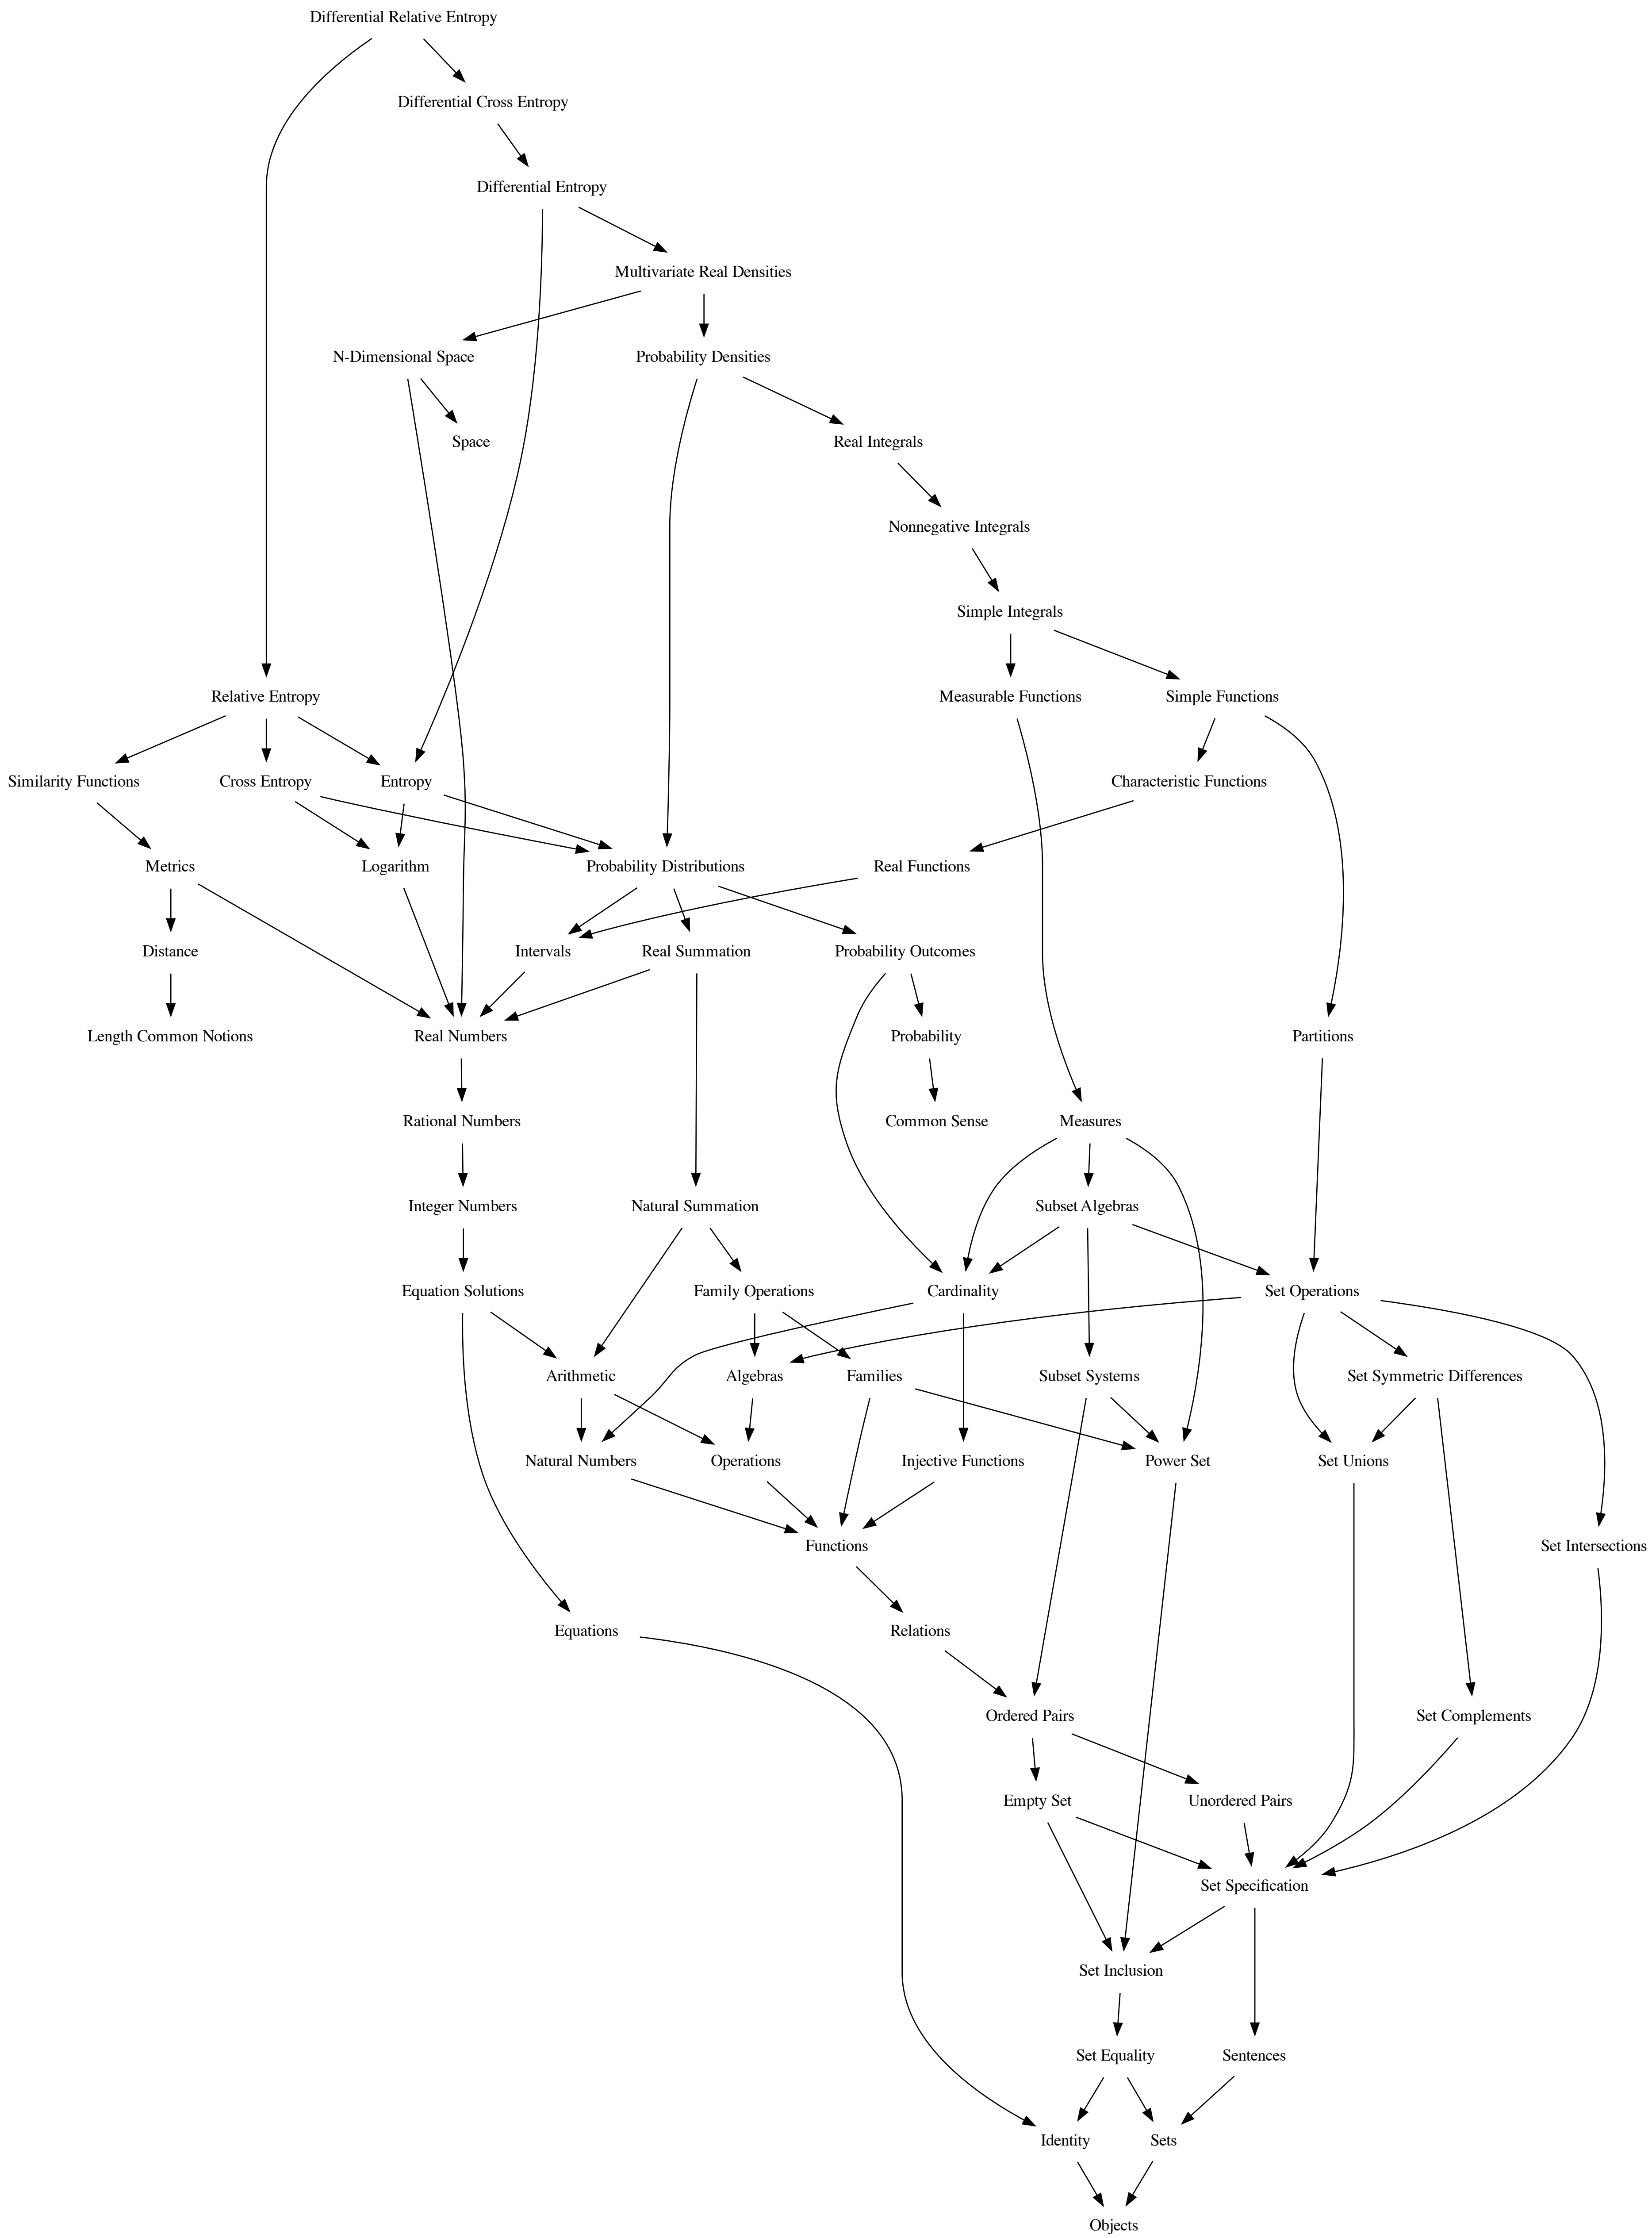 Differential Relative Entropy
Differential Cross Entropy
Differential Entropy
Multivariate Real Densities
N-Dimensional Space
Probability Densities
Space
Real Integrals
Nonnegative Integrals
Simple Integrals
Relative Entropy
Measurable Functions
Simple Functions
Similarity Functions
Cross Entropy
Entropy
Characteristic Functions
Metrics
Logarithm
Probability Distributions
Real Functions
Distance
Intervals
Real Summation
Probability Outcomes
Length Common Notions
Real Numbers
Probability
Partitions
Rational Numbers
Common Sense
Measures
Integer Numbers
Natural Summation
Subset Algebras
Equation Solutions
Family Operations
Cardinality
Set Operations
Arithmetic
Algebras
Families
Subset Systems
Set Symmetric Differences
Natural Numbers
Operations
Injective Functions
Power Set
Set Unions
Functions
Set Intersections
Equations
Relations
Ordered Pairs
Set Complements
Empty Set
Unordered Pairs
Set Specification
Set Inclusion
Set Equality
Sentences
Identity
Sets
Objects